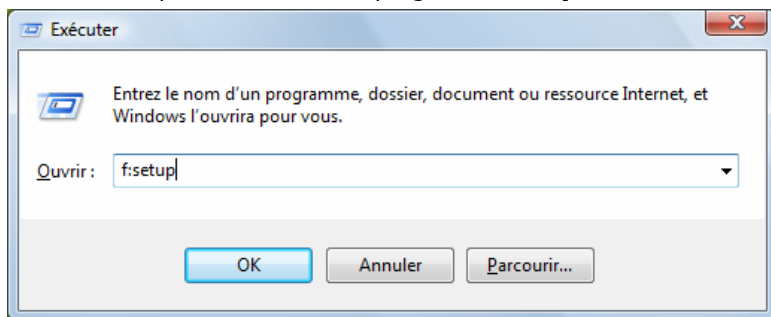 Exécuter
Entrez le nom d'un programme, dossier, document ou ressource Internet, et
Windows l'ouvrira pour vous.
Ouvrir : f:setup
OK Annuler Parcourir...